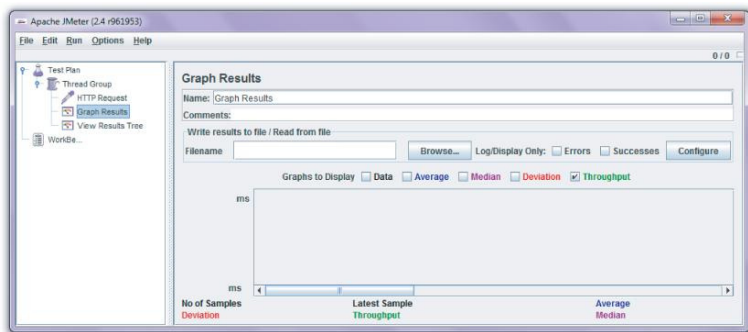 Apache JMeter (2.4 r961953)
File Edit Run Options Help
0 / 0
Test Plan
Thread Group
HTTP Request
Graph Results
View Results Tree
WorkBe...
Graph Results
Name: Graph Results
Comments:
Write results to file / Read from file
Filename Browse... Log/Display Only: Errors Successes Configure
Graphs to Display Data Average Median Deviation Throughput
ms
ms
No of Samples Latest Sample Average
Deviation Throughput Median